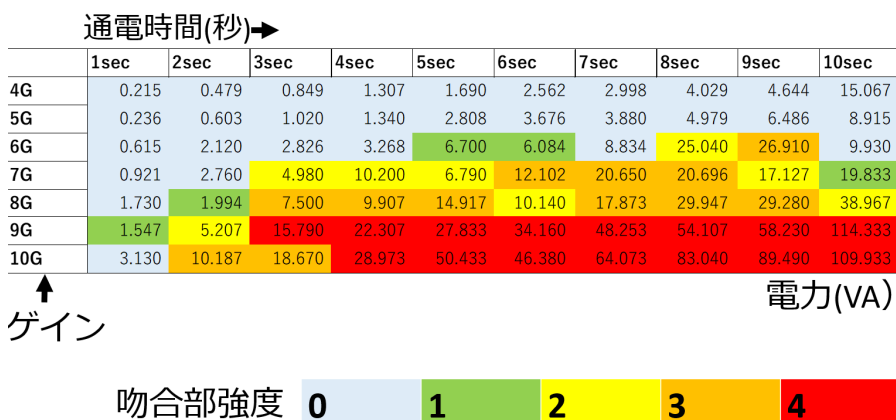 通電時間(秒)→
1sec 2sec 3sec 4sec 5sec 6sec 7sec 8sec 9sec 10sec
4G 0.215 0.479 0.849 1.307 1.690 2.562 2.998 4.029 4.644 15.067
5G 0.236 0.603 1.020 1.340 2.808 3.676 3.880 4.979 6.486 8.915
6G 0.615 2.120 2.826 3.268 6.700 6.084 8.834 25.040 26.910 9.930
7G 0.921 2.760 4.980 10.200 6.790 12.102 20.650 20.696 17.127 19.833
8G 1.730 1.994 7.500 9.907 14.917 10.140 17.873 29.947 29.280 38.967
9G 1.547 5.207 15.790 22.307 27.833 34.160 48.253 54.107 58.230 114.333
10G 3.130 10.187 18.670 28.973 50.433 46.380 64.073 83.040 89.490 109.933
↑ 電力(VA）
ゲイン
吻合部強度 0 1 2 3 4